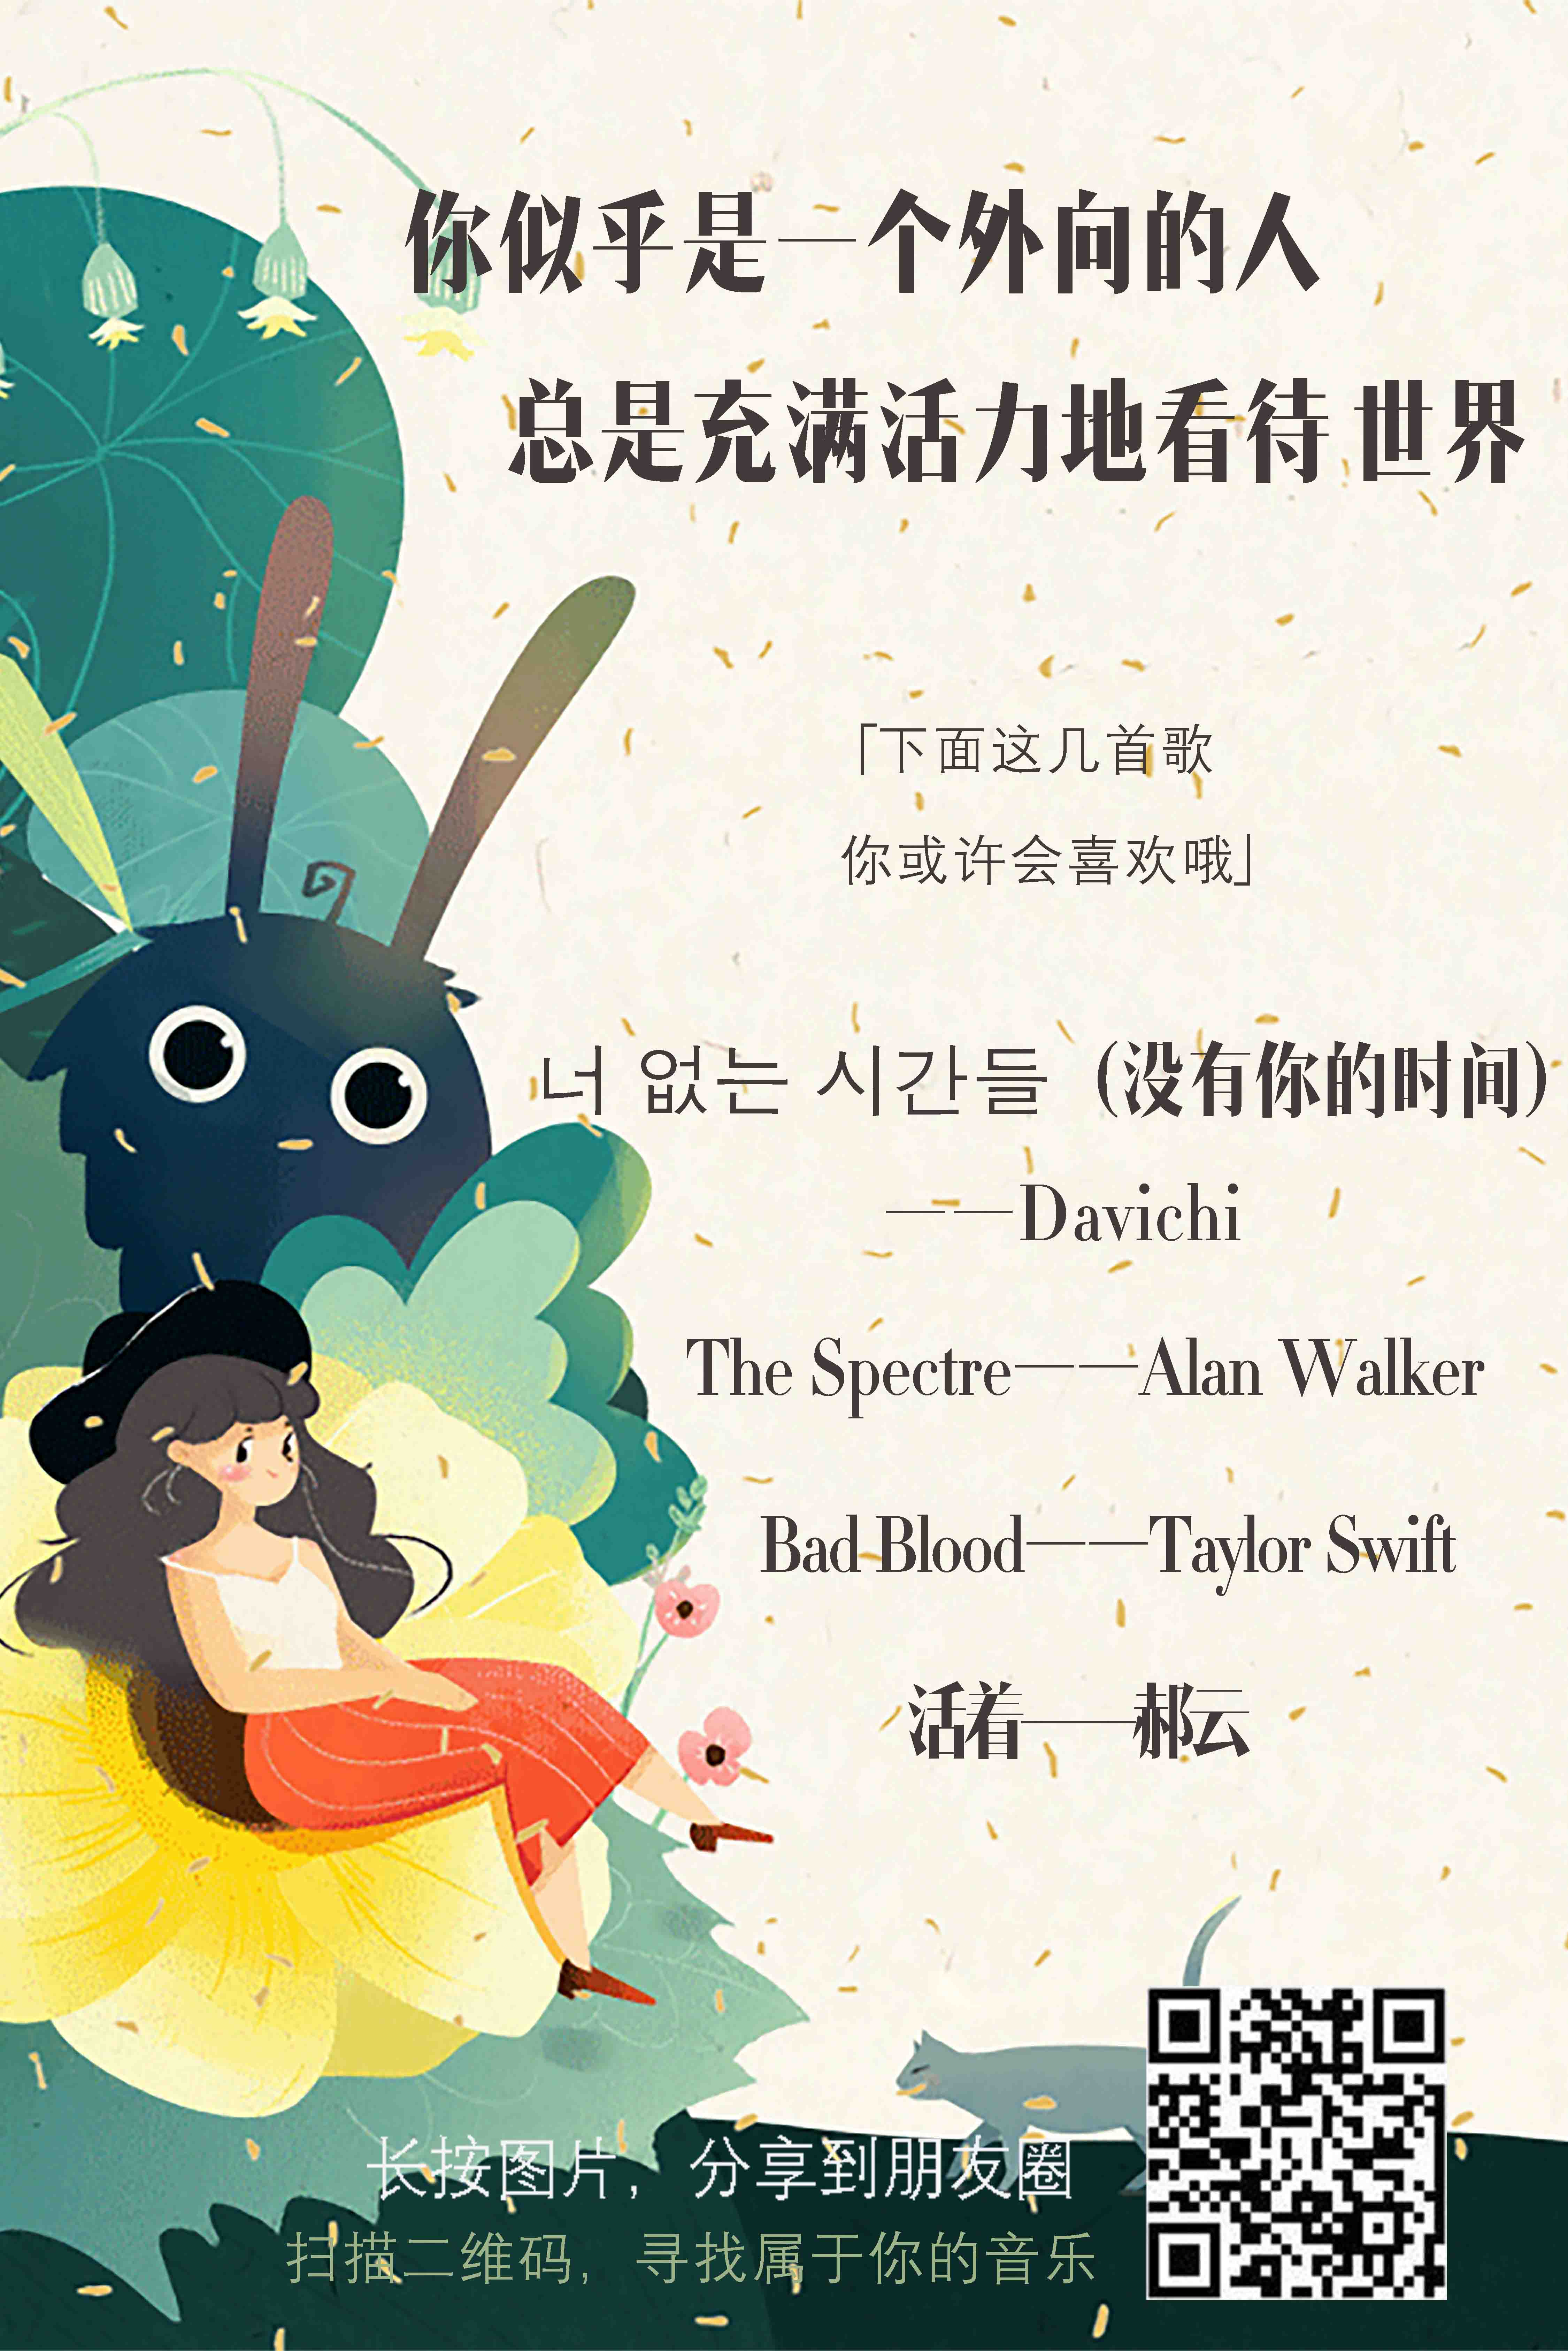 你似乎是一个外向的人
总是充满活力地看待 世界
「下面这几首歌
你或许会喜欢哦」
너 없는 시간들（没有你的时间）
——Davichi
The Spectre——Alan Walker
Bad Blood——Taylor Swift
活着——郝云
长按图片，分享到朋友圈
扫描二维码，寻找属于你的音乐